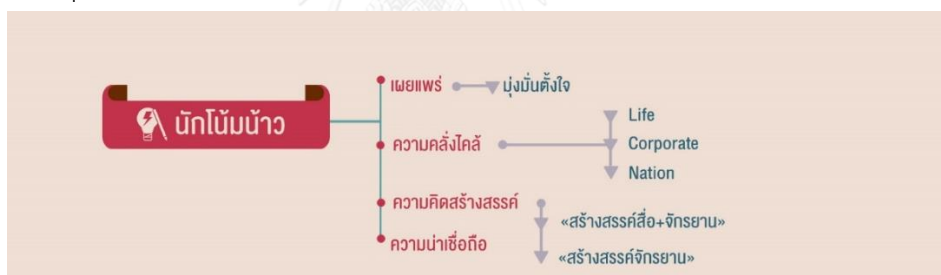 นักโน้มน้าว
เผยแพร่
มุ่งมั่นตั้งใจ
ความคลั่งไคล้
Life
Corporate
Nation
ความคิดสร้างสรรค์
«สร้างสรรค์สื่อ+จักรยาน»
«สร้างสรรค์จักรยาน»
ความน่าเชื่อถือ